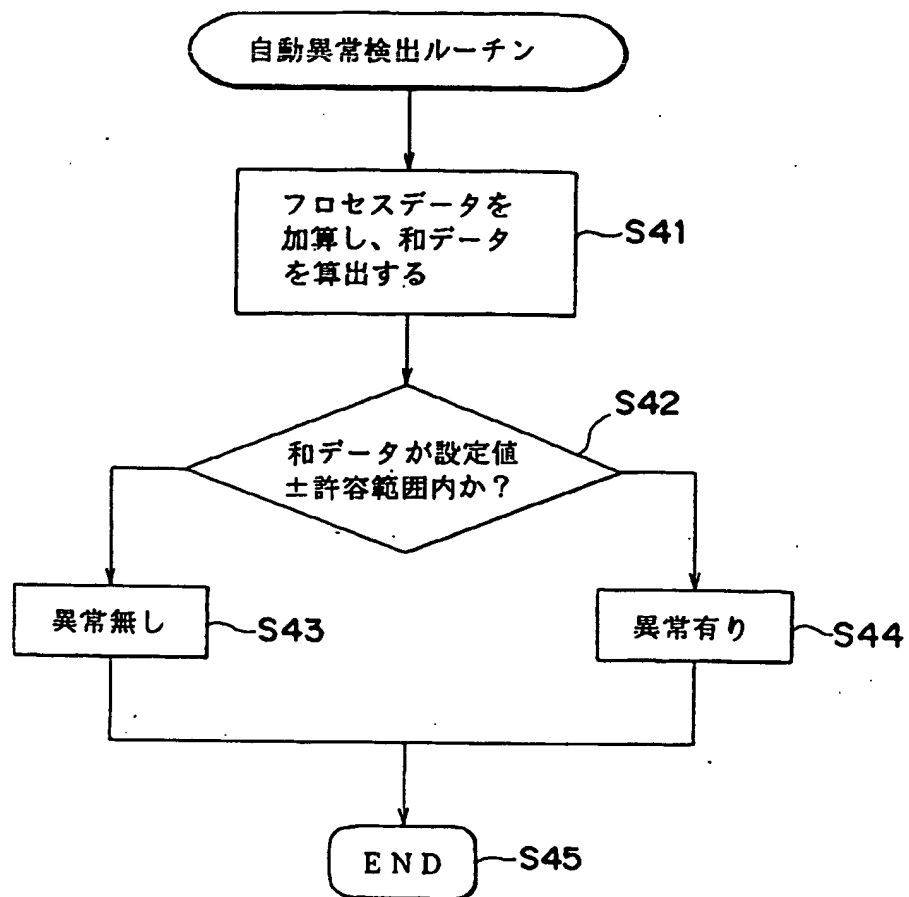 自動異常検出ルーチン
フロセスデータを
加算し、和データ
を算出する
S41
S42
和データが設定値
±許容範囲内か？
異常無し
S43
異常有り
S44
END
S45